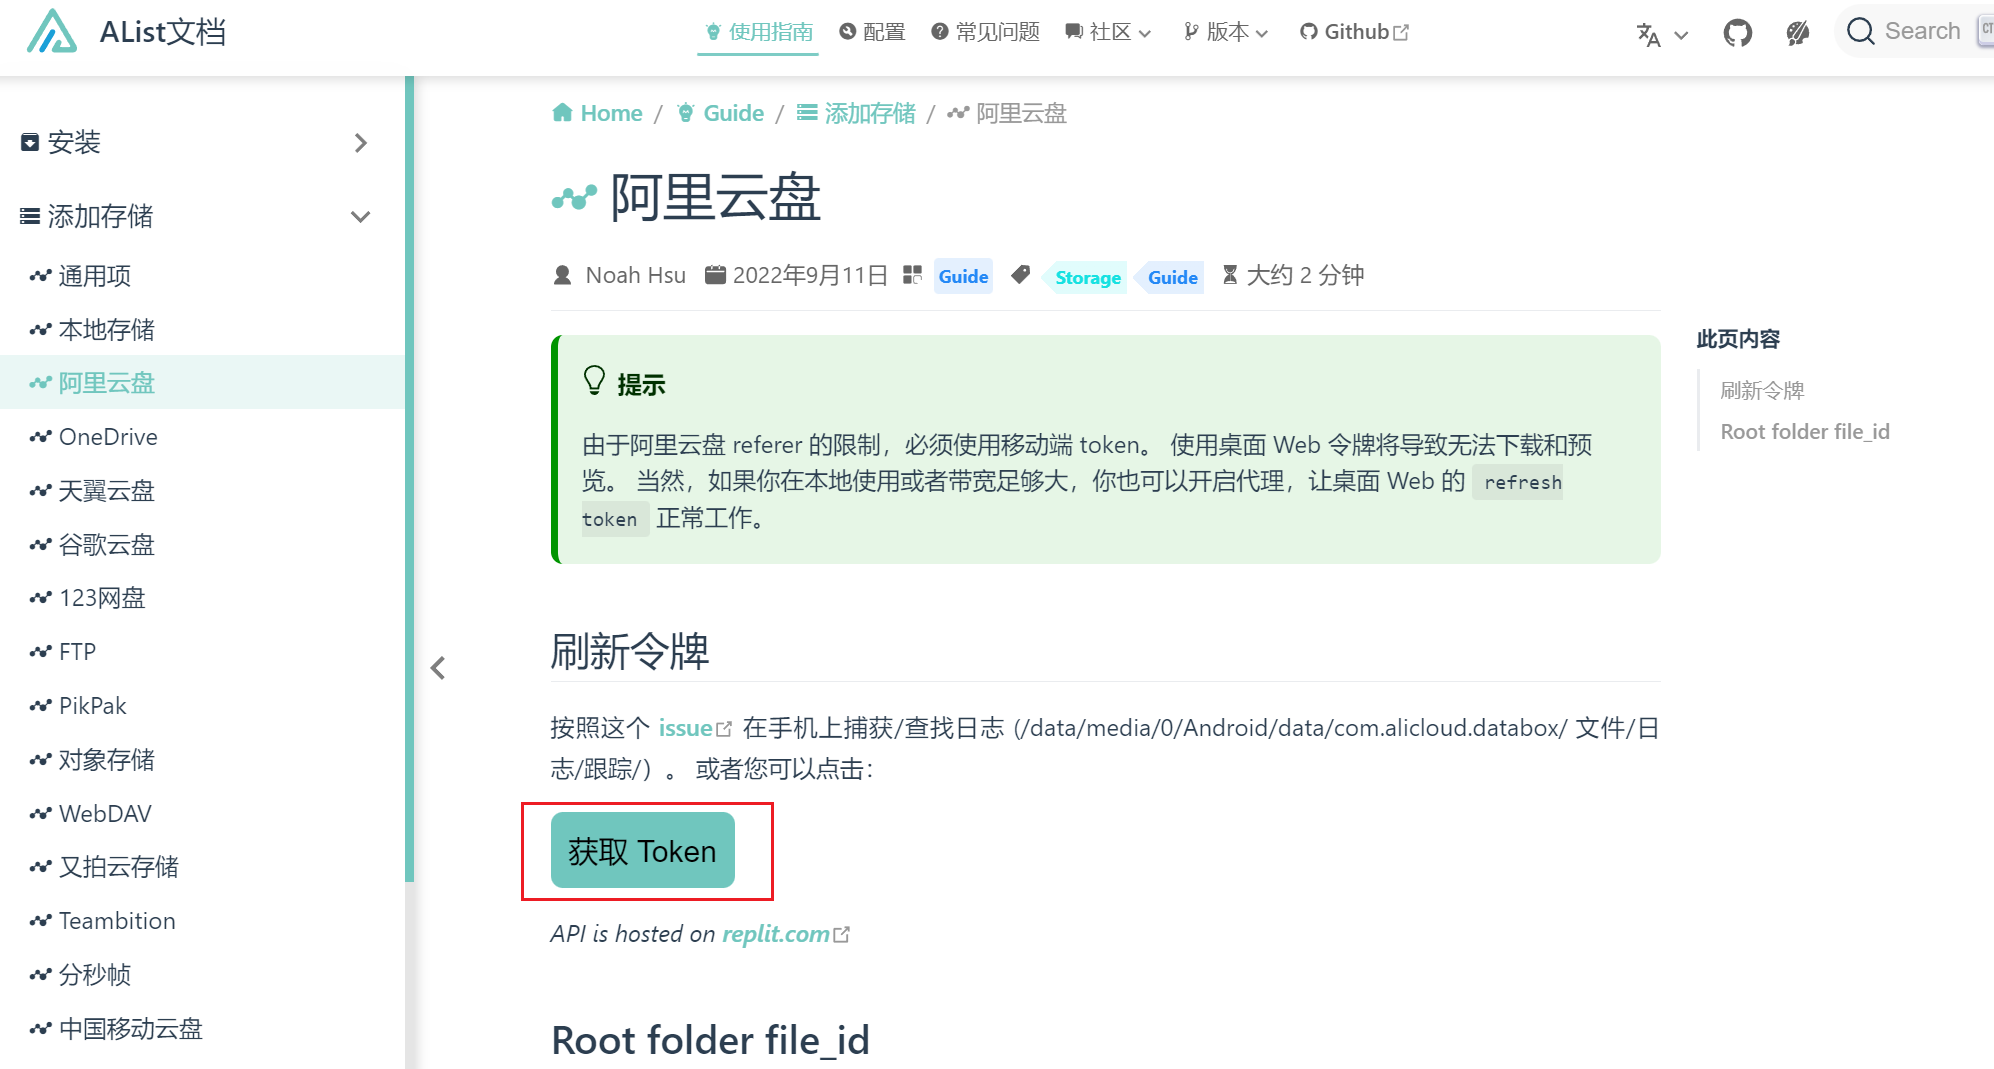 AList文档
使用指南
配置
常见问题
社区
版本
Github
Search
安装
添加存储
通用项
本地存储
阿里云盘
OneDrive
天翼云盘
谷歌云盘
123网盘
FTP
PikPak
对象存储
WebDAV
又拍云存储
Teambition
分秒帧
中国移动云盘
Home / Guide / 添加存储 / 阿里云盘
阿里云盘
Noah Hsu 2022年9月11日 Guide Storage Guide 大约 2 分钟
提示
由于阿里云盘 referer 的限制，必须使用移动端 token。 使用桌面 Web 令牌将导致无法下载和预
览。 当然，如果你在本地使用或者带宽足够大，你也可以开启代理，让桌面 Web 的 refresh
token 正常工作。
刷新令牌
按照这个 issue 在手机上捕获/查找日志 (/data/media/0/Android/data/com.alicloud.databox/ 文件/日
志/跟踪/）。 或者您可以点击：
获取 Token
API is hosted on replit.com
Root folder file_id
此页内容
刷新令牌
Root folder file_id